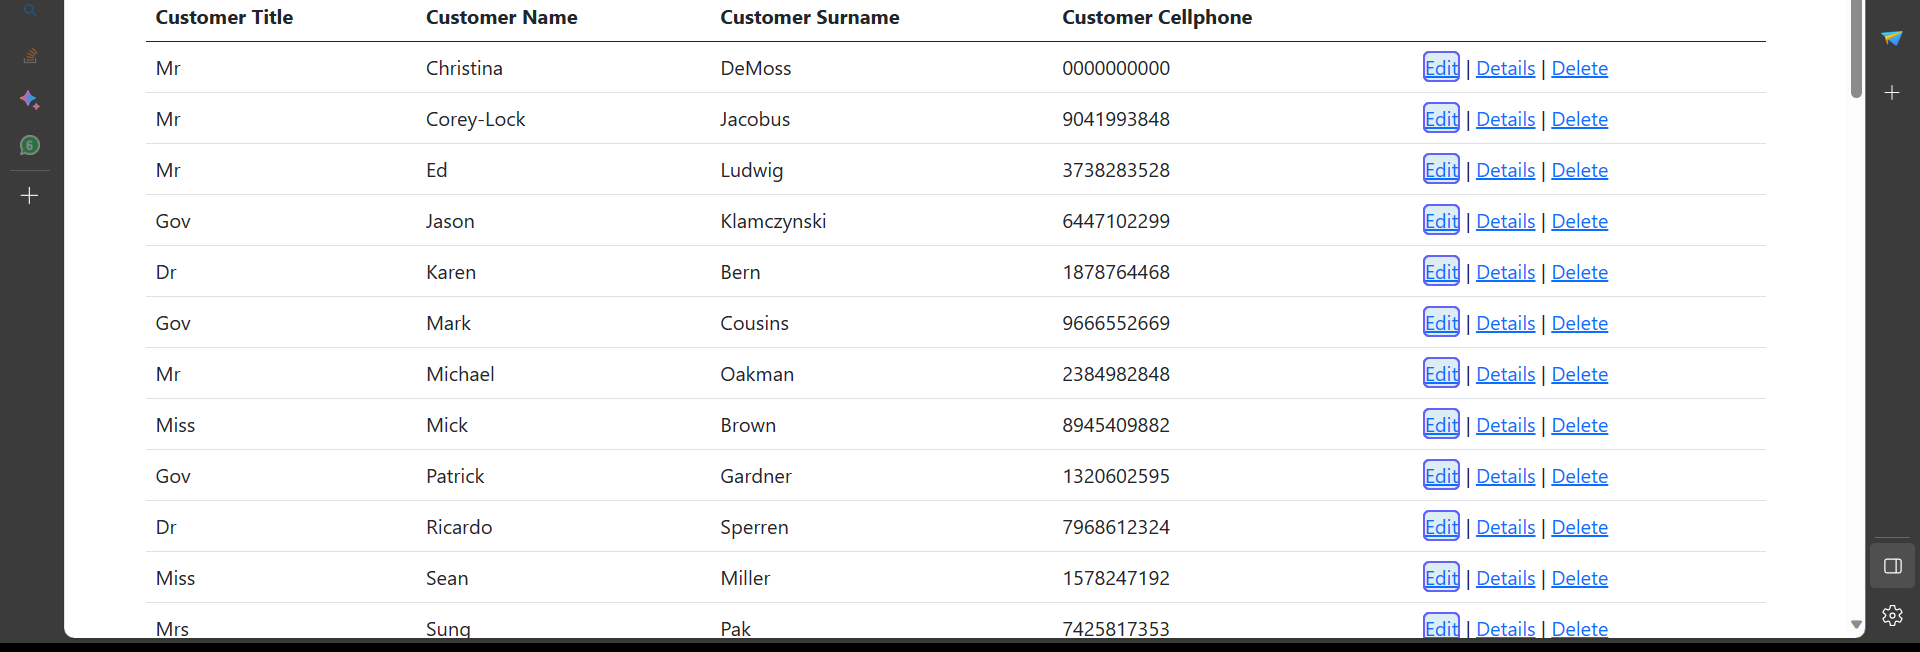 Customer Title Customer Name Customer Surname Customer Cellphone
Mr Christina DeMoss 0000000000 Edit | Details | Delete
Mr Corey-Lock Jacobus 9041993848 Edit | Details | Delete
Mr Ed Ludwig 3738283528 Edit | Details | Delete
Gov Jason Klamczynski 6447102299 Edit | Details | Delete
Dr Karen Bern 1878764468 Edit | Details | Delete
Gov Mark Cousins 9666552669 Edit | Details | Delete
Mr Michael Oakman 2384982848 Edit | Details | Delete
Miss Mick Brown 8945409882 Edit | Details | Delete
Gov Patrick Gardner 1320602595 Edit | Details | Delete
Dr Ricardo Sperren 7968612324 Edit | Details | Delete
Miss Sean Miller 1578247192 Edit | Details | Delete
Mrs Sung Pak 7425817353 Edit | Details | Delete
6